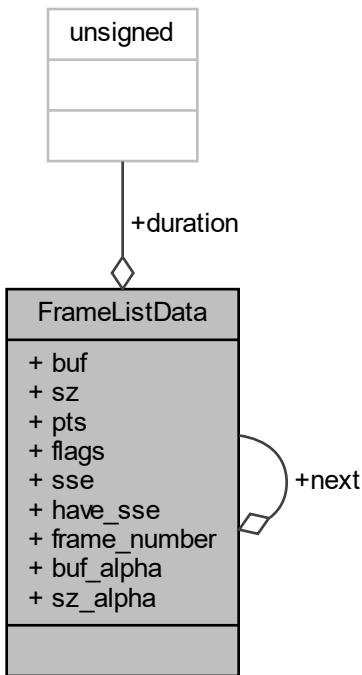 unsigned
+duration
FrameListData
+ buf
+ sz
+ pts
+ flags
+ sse
+ have_sse
+ frame_number
+ buf_alpha
+ sz_alpha
+next